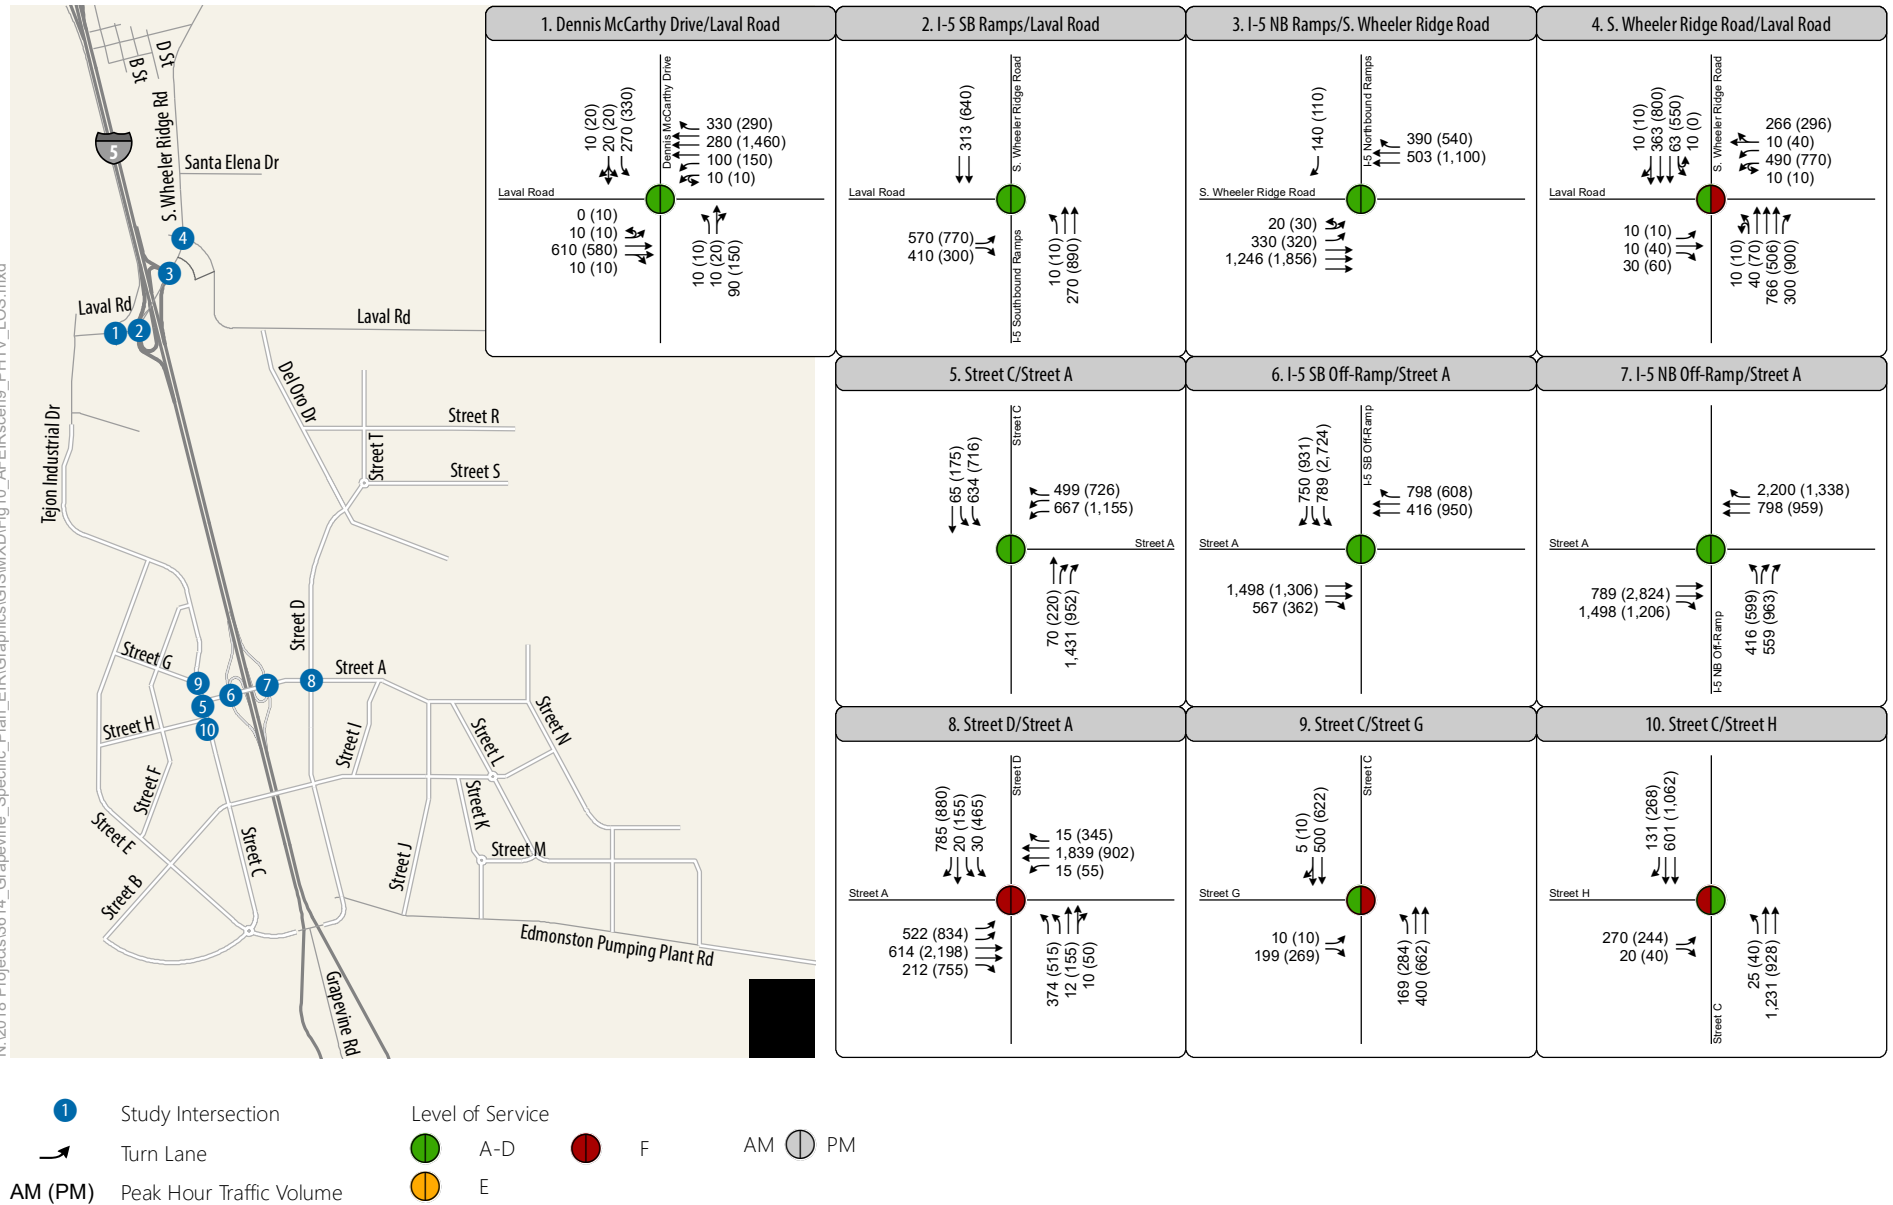 B St
D St
S. Wheeler Ridge Rd
5
Santa Elena Dr
4
3
Laval Rd
1
2
Laval Rd
Tejon Industrial Dr
Del Oro Dr
Street R
Street T
Street S
Street D
Street G
9
7
8
Street A
6
5
Street H
10
Street I
Street L
Street N
Street F
Street K
Street E
Street C
Street J
Street M
Street B
Edmonston Pumping Plant Rd
Grapevine Rd
1. Dennis McCarthy Drive/Laval Road
Dennis McCarthy Drive
10 (20)
20 (20)
270 (330)
330 (290)
280 (1,460)
100 (150)
10 (10)
Laval Road
0 (10)
10 (10)
610 (580)
10 (10)
10 (10)
10 (20)
90 (150)
2. I-5 SB Ramps/Laval Road
S. Wheeler Ridge Road
313 (640)
Laval Road
570 (770)
410 (300)
I-5 Southbound Ramps
10 (10)
270 (890)
3. I-5 NB Ramps/S. Wheeler Ridge Road
I-5 Northbound Ramps
140 (110)
390 (540)
503 (1,100)
S. Wheeler Ridge Road
20 (30)
330 (320)
1,246 (1,856)
4. S. Wheeler Ridge Road/Laval Road
S. Wheeler Ridge Road
10 (10)
363 (800)
63 (550)
10 (0)
266 (296)
10 (40)
490 (770)
10 (10)
Laval Road
10 (10)
10 (40)
30 (60)
10 (10)
40 (70)
766 (506)
300 (900)
5. Street C/Street A
Street C
65 (175)
634 (716)
499 (726)
667 (1,155)
Street A
70 (220)
1,431 (952)
6. I-5 SB Off-Ramp/Street A
I-5 SB Off-Ramp
750 (931)
789 (2,724)
798 (608)
416 (950)
Street A
1,498 (1,306)
567 (362)
7. I-5 NB Off-Ramp/Street A
2,200 (1,338)
798 (959)
Street A
789 (2,824)
1,498 (1,206)
I-5 NB Off-Ramp
416 (599)
559 (963)
8. Street D/Street A
Street D
785 (880)
20 (155)
30 (465)
15 (345)
1,839 (902)
15 (55)
Street A
522 (834)
614 (2,198)
212 (755)
374 (515)
12 (155)
10 (50)
9. Street C/Street G
Street C
5 (10)
500 (622)
Street G
10 (10)
199 (269)
169 (284)
400 (662)
10. Street C/Street H
131 (268)
601 (1,062)
Street H
270 (244)
20 (40)
Street C
25 (40)
1,231 (928)
1 Study Intersection
Turn Lane
AM (PM) Peak Hour Traffic Volume
Level of Service
A-D
F
E
AM PM